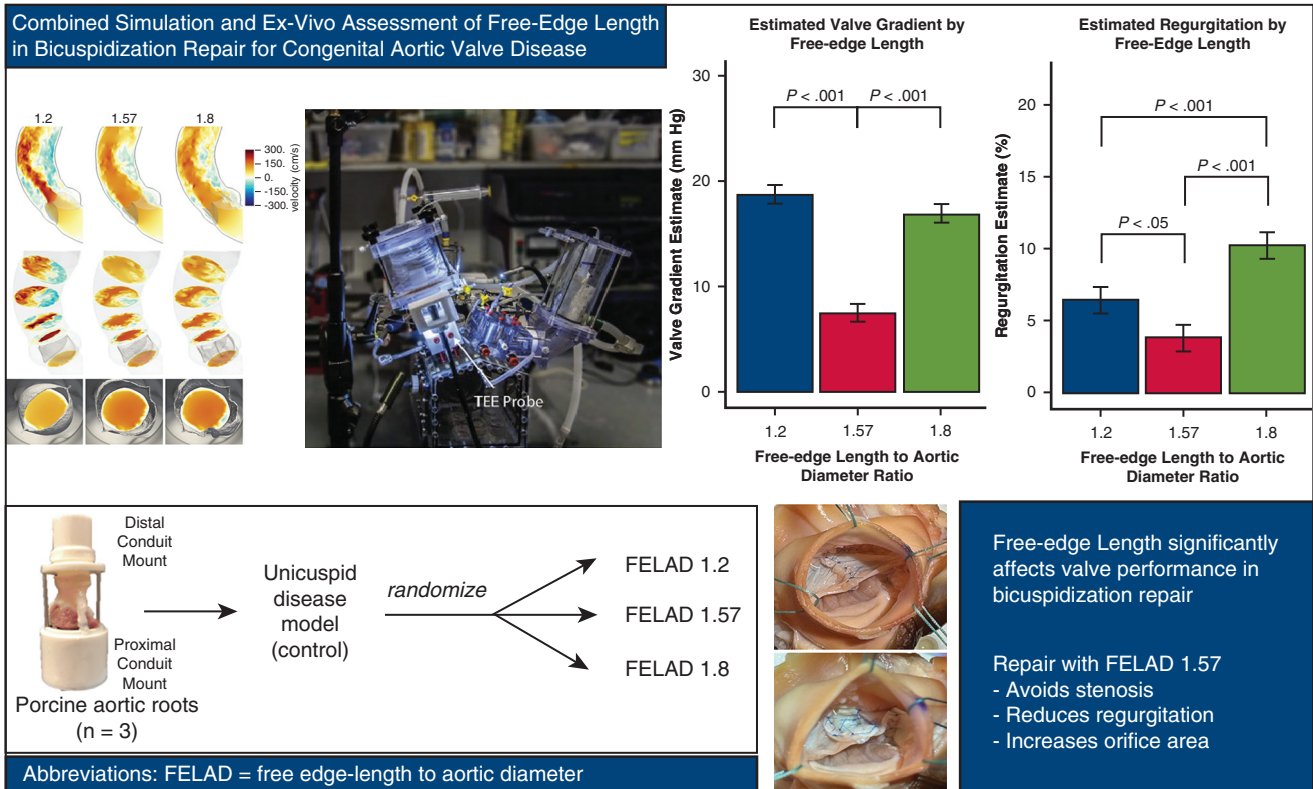 Combined Simulation and Ex-Vivo Assessment of Free-Edge Length
in Bicuspidization Repair for Congenital Aortic Valve Disease
1.2
1.57
1.8
300.
150.
0.
-150.
-300.
velocity (cm/s)
TEE Probe
Estimated Valve Gradient by
Free-edge Length
Valve Gradient Estimate (mm Hg)
30
20
10
0
P < .001
P < .001
1.2
1.57
1.8
Free-edge Length to Aortic
Diameter Ratio
Estimated Regurgitation by
Free-Edge Length
Regurgitation Estimate (%)
20
15
10
5
0
P < .001
P < .001
P < .05
1.2
1.57
1.8
Free-edge Length to Aortic
Diameter Ratio
Distal
Conduit
Mount
Proximal
Conduit
Mount
Porcine aortic roots
(n = 3)
Unicuspid
disease
model
(control)
randomize
FELAD 1.2
FELAD 1.57
FELAD 1.8
Abbreviations: FELAD = free edge-length to aortic diameter
Free-edge Length significantly
affects valve performance in
bicuspidization repair
Repair with FELAD 1.57
- Avoids stenosis
- Reduces regurgitation
- Increases orifice area